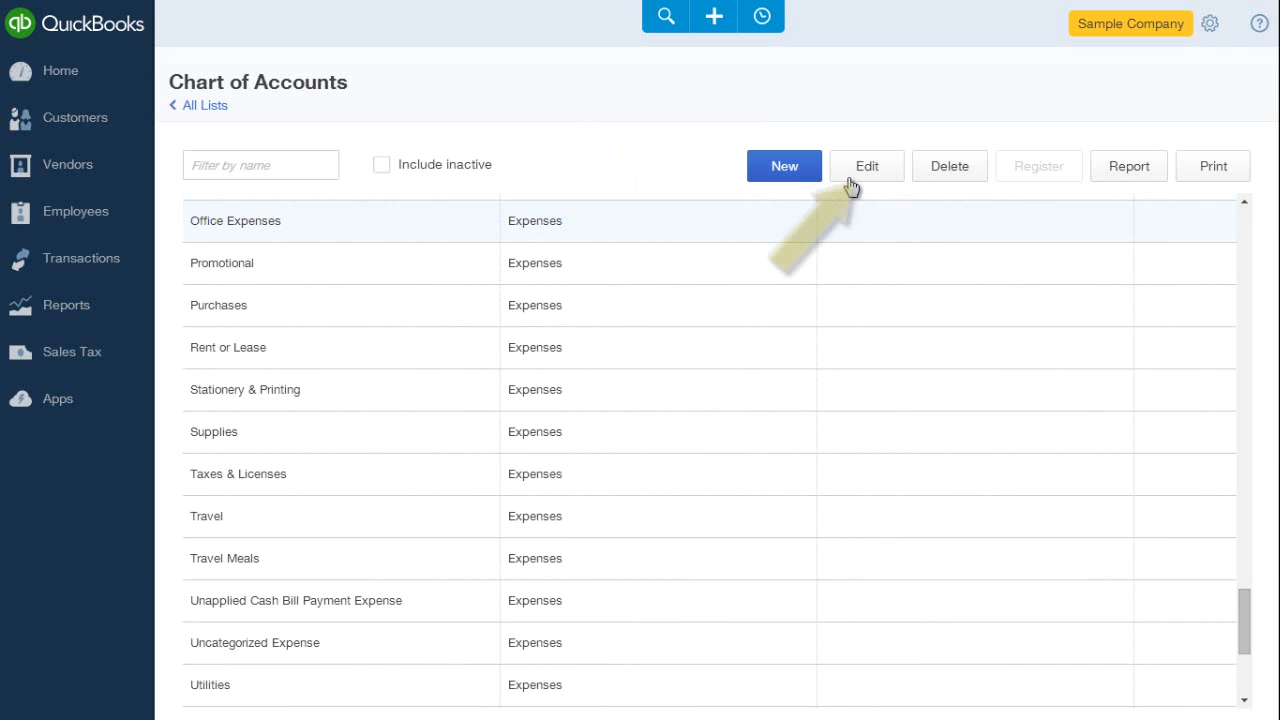 qb QuickBooks
Sample Company
?
Home
Customers
Vendors
Employees
Transactions
Reports
Sales Tax
Apps
Chart of Accounts
All Lists
Filter by name
Include inactive
New
Edit
Delete
Register
Report
Print
Office Expenses Expenses
Promotional Expenses
Purchases Expenses
Rent or Lease Expenses
Stationery & Printing Expenses
Supplies Expenses
Taxes & Licenses Expenses
Travel Expenses
Travel Meals Expenses
Unapplied Cash Bill Payment Expense Expenses
Uncategorized Expense Expenses
Utilities Expenses